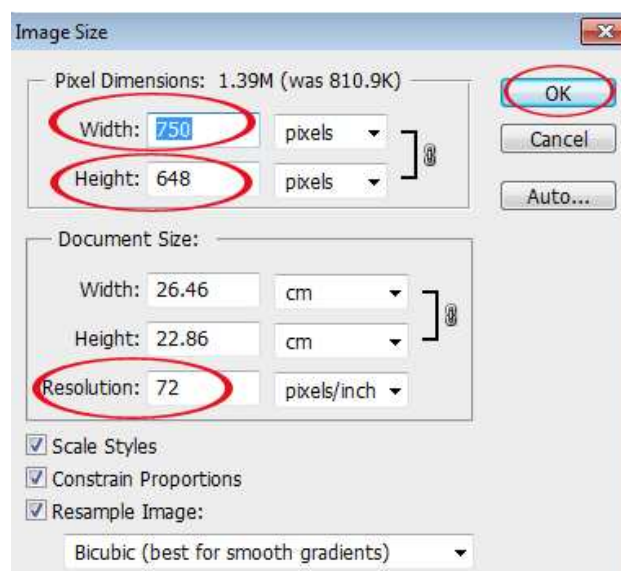 Image Size
Pixel Dimensions: 1.39M (was 810.9K)
OK
Width: 750 pixels
Cancel
Height: 648 pixels
Auto...
Document Size:
Width: 26.46 cm
Height: 22.86 cm
Resolution: 72 pixels/inch
Scale Styles
Constrain Proportions
Resample Image:
Bicubic (best for smooth gradients)